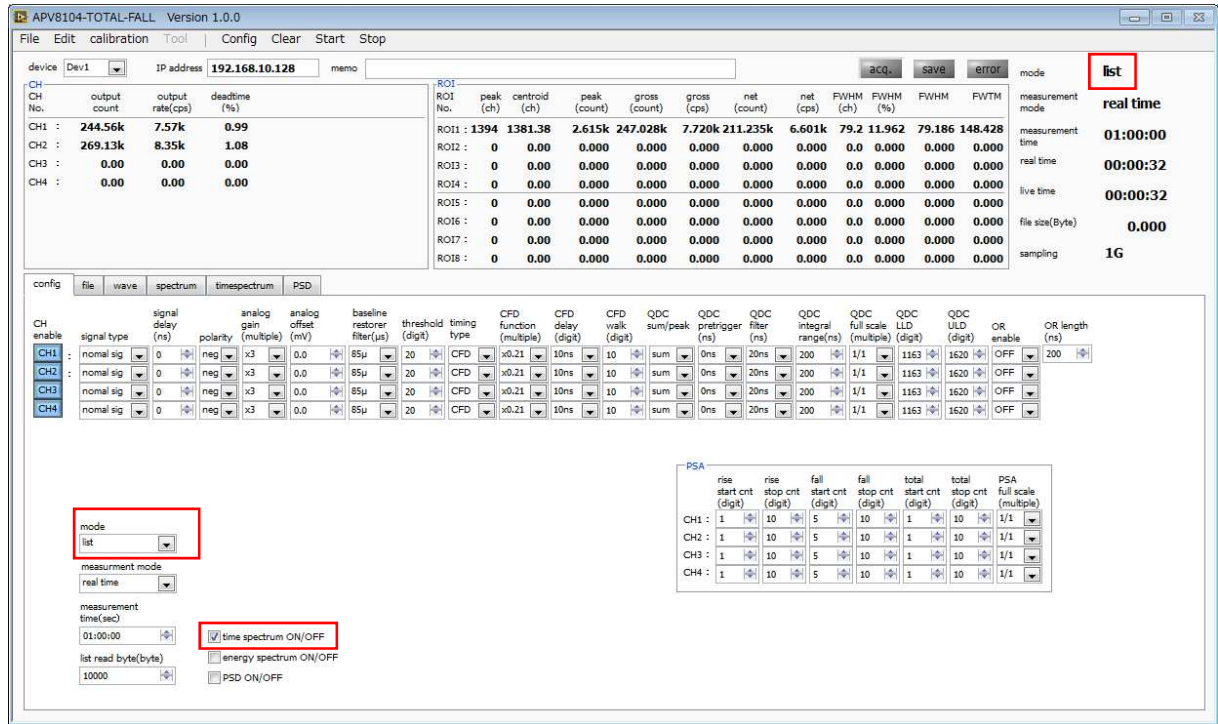 APV8104-TOTAL-FALL Version 1.0.0
File Edit calibration Tool | Config Clear Start Stop
device Dev1 IP address 192.168.10.128 memo acq. save error mode list
CH
CH No. output count output rate(cps) deadtime (%)
CH1 : 244.56k 7.57k 0.99
CH2 : 269.13k 8.35k 1.08
CH3 : 0.00 0.00 0.00
CH4 : 0.00 0.00 0.00
ROI
ROI No. peak (ch) centroid (ch) peak (count) gross (count) gross (cps) net (count) net (cps) FWHM (ch) FWHM (%) FWHM FWTM
ROI1 : 1394 1381.38 2.615k 247.028k 7.720k 211.235k 6.601k 79.2 11.962 79.186 148.428
ROI2 : 0 0.00 0.000 0.000 0.000 0.000 0.000 0.0 0.000 0.000 0.000
ROI3 : 0 0.00 0.000 0.000 0.000 0.000 0.000 0.0 0.000 0.000 0.000
ROI4 : 0 0.00 0.000 0.000 0.000 0.000 0.000 0.0 0.000 0.000 0.000
ROI5 : 0 0.00 0.000 0.000 0.000 0.000 0.000 0.0 0.000 0.000 0.000
ROI6 : 0 0.00 0.000 0.000 0.000 0.000 0.000 0.0 0.000 0.000 0.000
ROI7 : 0 0.00 0.000 0.000 0.000 0.000 0.000 0.0 0.000 0.000 0.000
ROI8 : 0 0.00 0.000 0.000 0.000 0.000 0.000 0.0 0.000 0.000 0.000
measurement mode real time
measurement time 01:00:00
real time 00:00:32
live time 00:00:32
file size(Byte) 0.000
sampling 1G
config file wave spectrum timespectrum PSD
CH enable signal type signal delay (ns) polarity analog gain (multiple) analog offset (mV) baseline restorer filter(μs) threshold (digit) timing type CFD function (multiple) CFD delay (digit) CFD walk (digit) QDC sum/peak QDC pretrigger (ns) QDC filter (ns) QDC integral range(ns) QDC full scale (multiple) QDC LLD (digit) QDC ULD (digit) OR enable OR length (ns)
CH1 : nomal sig 0 neg x3 0.0 85μ 20 CFD x0.21 10ns 10 sum 0ns 20ns 200 1/1 1163 1620 OFF 200
CH2 : nomal sig 0 neg x3 0.0 85μ 20 CFD x0.21 10ns 10 sum 0ns 20ns 200 1/1 1163 1620 OFF
CH3 nomal sig 0 neg x3 0.0 85μ 20 CFD x0.21 10ns 10 sum 0ns 20ns 200 1/1 1163 1620 OFF
CH4 nomal sig 0 neg x3 0.0 85μ 20 CFD x0.21 10ns 10 sum 0ns 20ns 200 1/1 1163 1620 OFF
PSA
rise start cnt (digit) rise stop cnt (digit) fall start cnt (digit) fall stop cnt (digit) total start cnt (digit) total stop cnt (digit) PSA full scale (multiple)
CH1 : 1 10 5 10 1 10 1/1
CH2 : 1 10 5 10 1 10 1/1
CH3 : 1 10 5 10 1 10 1/1
CH4 : 1 10 5 10 1 10 1/1
mode
list
measurment mode
real time
measurement
time(sec)
01:00:00
time spectrum ON/OFF
list read byte(byte)
energy spectrum ON/OFF
10000
PSD ON/OFF